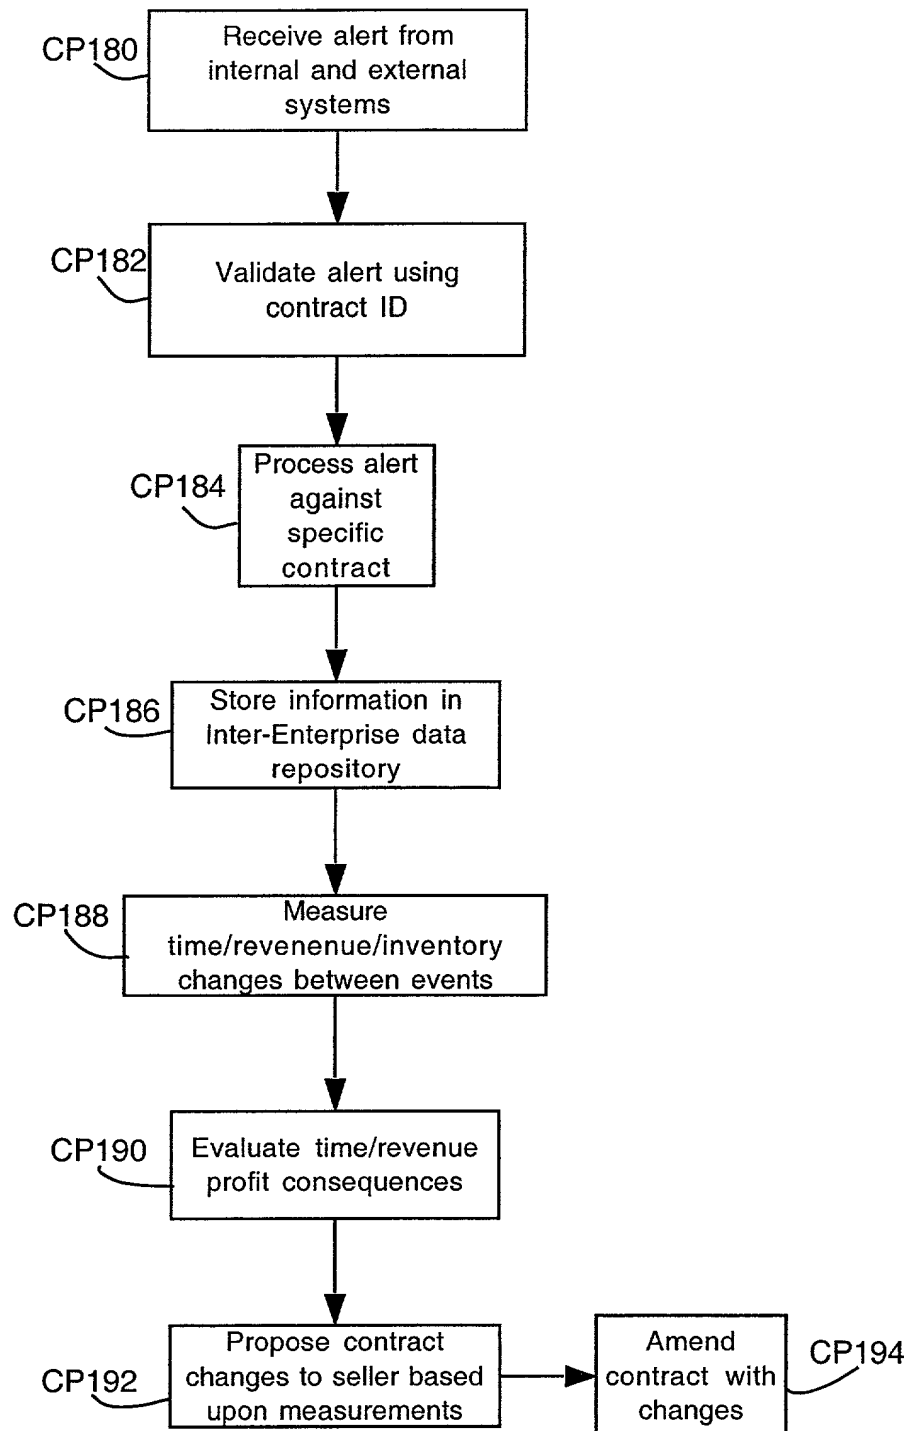 CP180
Receive alert from
internal and external
systems
CP182
Validate alert using
contract ID
CP184
Process alert
against
specific
contract
CP186
Store information in
Inter-Enterprise data
repository
CP188
Measure
time/revenenue/inventory
changes between events
CP190
Evaluate time/revenue
profit consequences
CP192
Propose contract
changes to seller based
upon measurements
Amend
contract with
changes
CP194